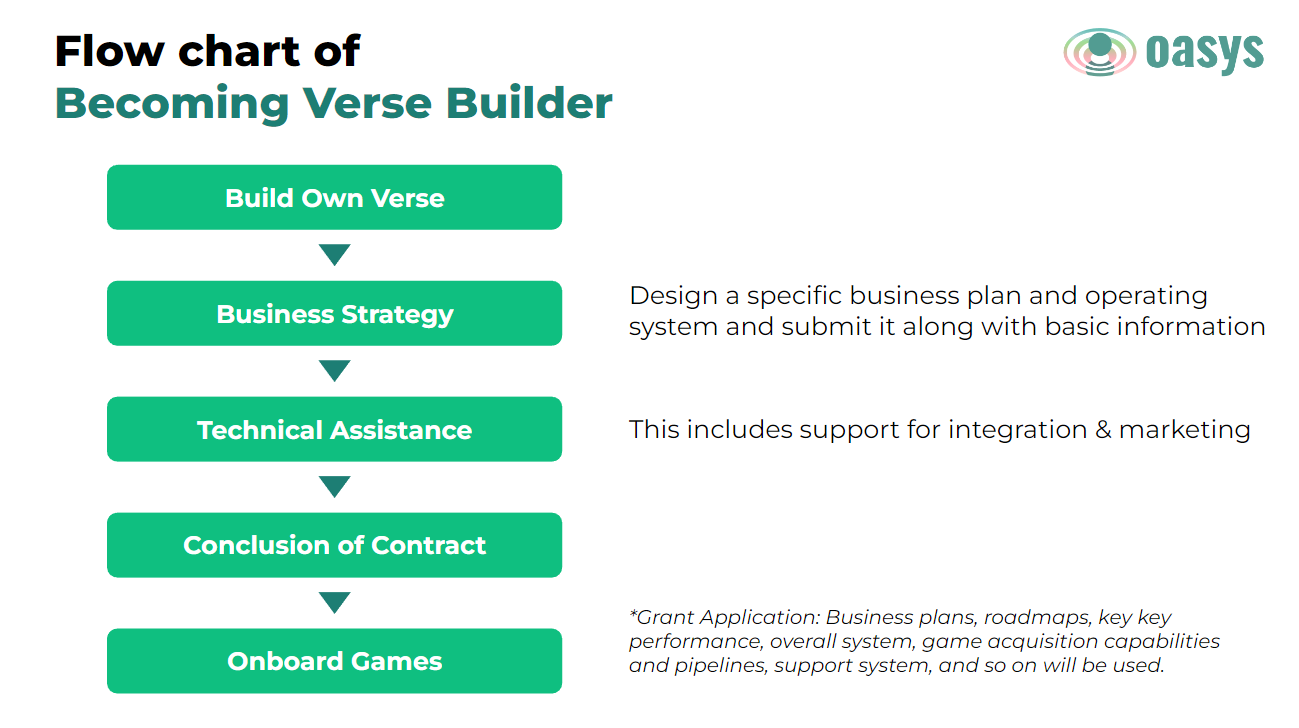 Flow chart of
Becoming Verse Builder
oasys
Build Own Verse
Business Strategy
Design a specific business plan and operating
system and submit it along with basic information
Technical Assistance
This includes support for integration & marketing
Conclusion of Contract
Onboard Games
*Grant Application: Business plans, roadmaps, key key
performance, overall system, game acquisition capabilities
and pipelines, support system, and so on will be used.